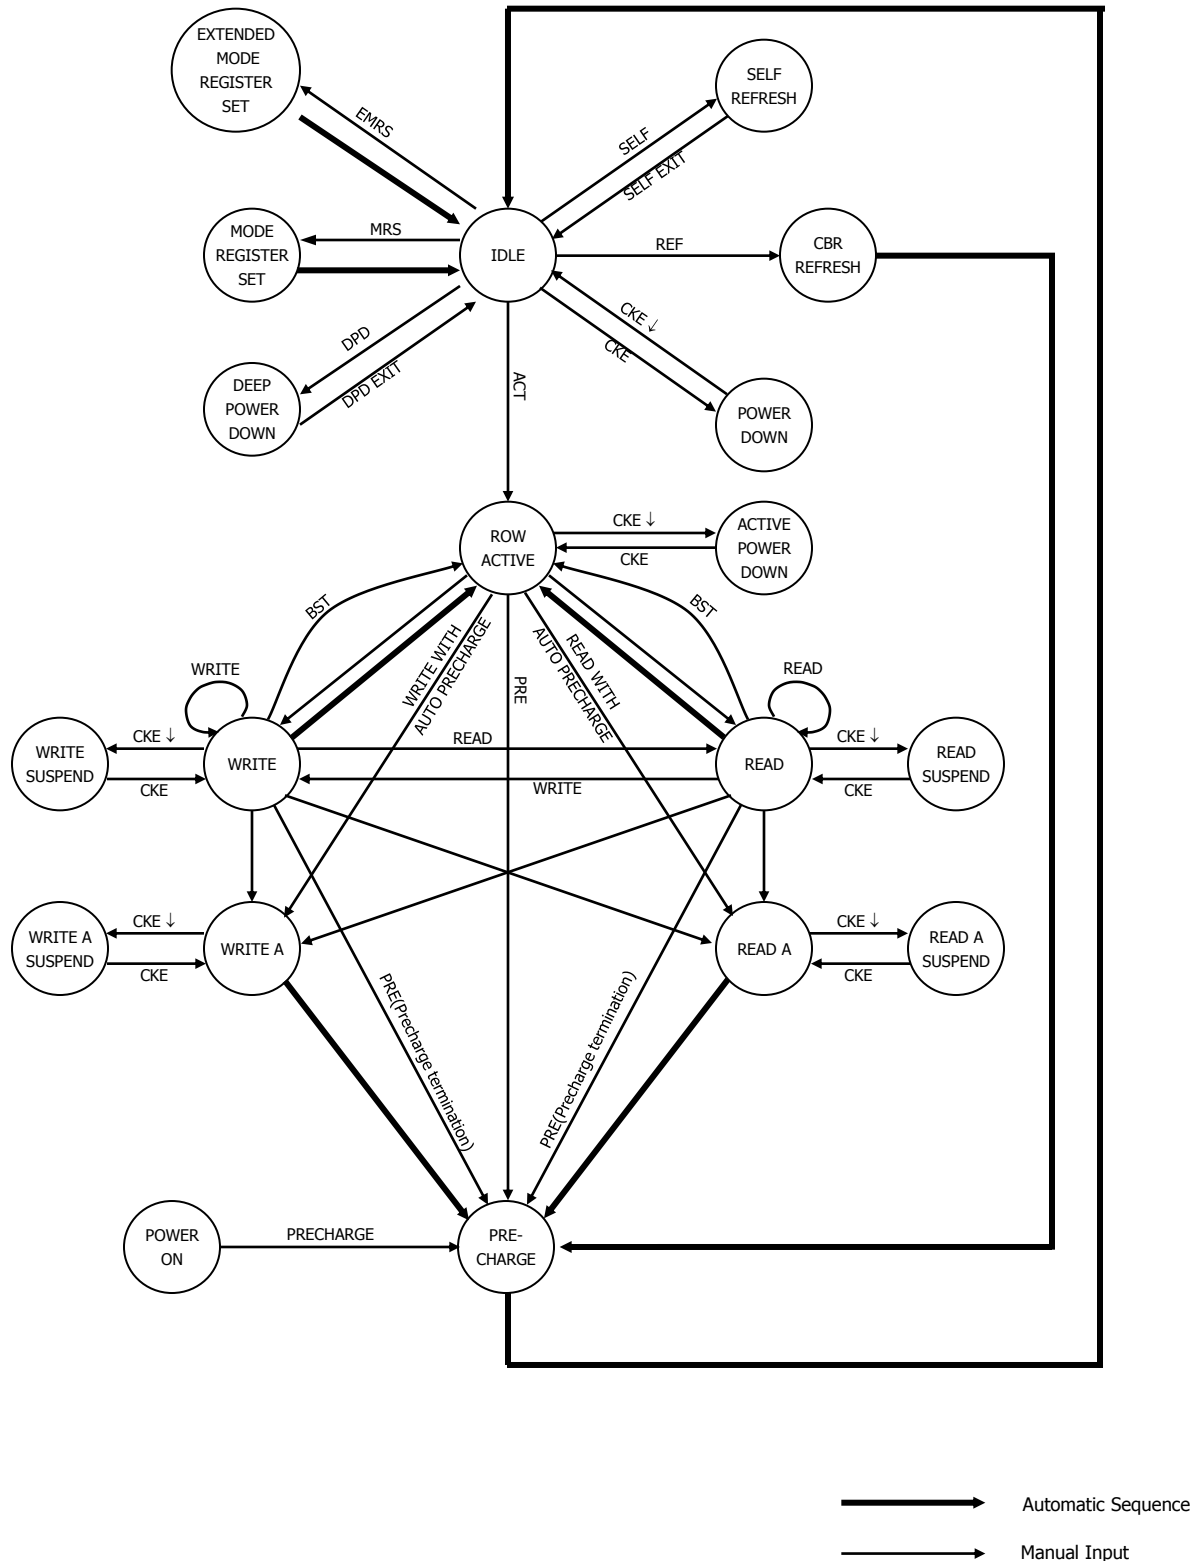 EXTENDED
MODE
REGISTER
SET
SELF
REFRESH
EMRS
SELF
SELF EXIT
MODE
REGISTER
SET
MRS
IDLE
REF
CBR
REFRESH
DPD
DPD EXIT
CKE ↓
CKE
DEEP
POWER
DOWN
ACT
POWER
DOWN
ROW
ACTIVE
CKE ↓
CKE
ACTIVE
POWER
DOWN
BST
BST
WRITE WITH
AUTO PRECHARGE
PRE
READ WITH
AUTO PRECHARGE
WRITE
READ
WRITE
SUSPEND
CKE ↓
CKE
WRITE
READ
WRITE
READ
CKE ↓
CKE
READ
SUSPEND
WRITE A
SUSPEND
CKE ↓
CKE
WRITE A
READ A
CKE ↓
CKE
READ A
SUSPEND
PRE(Precharge termination)
PRE(Precharge termination)
POWER
ON
PRECHARGE
PRE-
CHARGE
Automatic Sequence
Manual Input